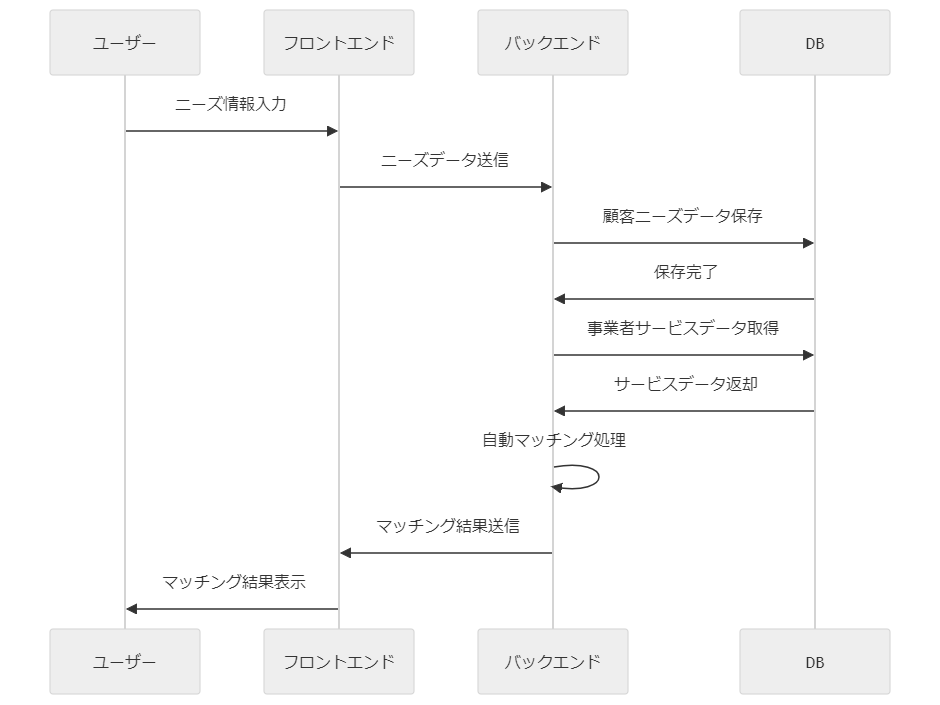 ユーザー
フロントエンド
バックエンド
DB
ニーズ情報入力
ニーズデータ送信
顧客ニーズデータ保存
保存完了
事業者サービスデータ取得
サービスデータ返却
自動マッチング処理
マッチング結果送信
マッチング結果表示
ユーザー
フロントエンド
バックエンド
DB